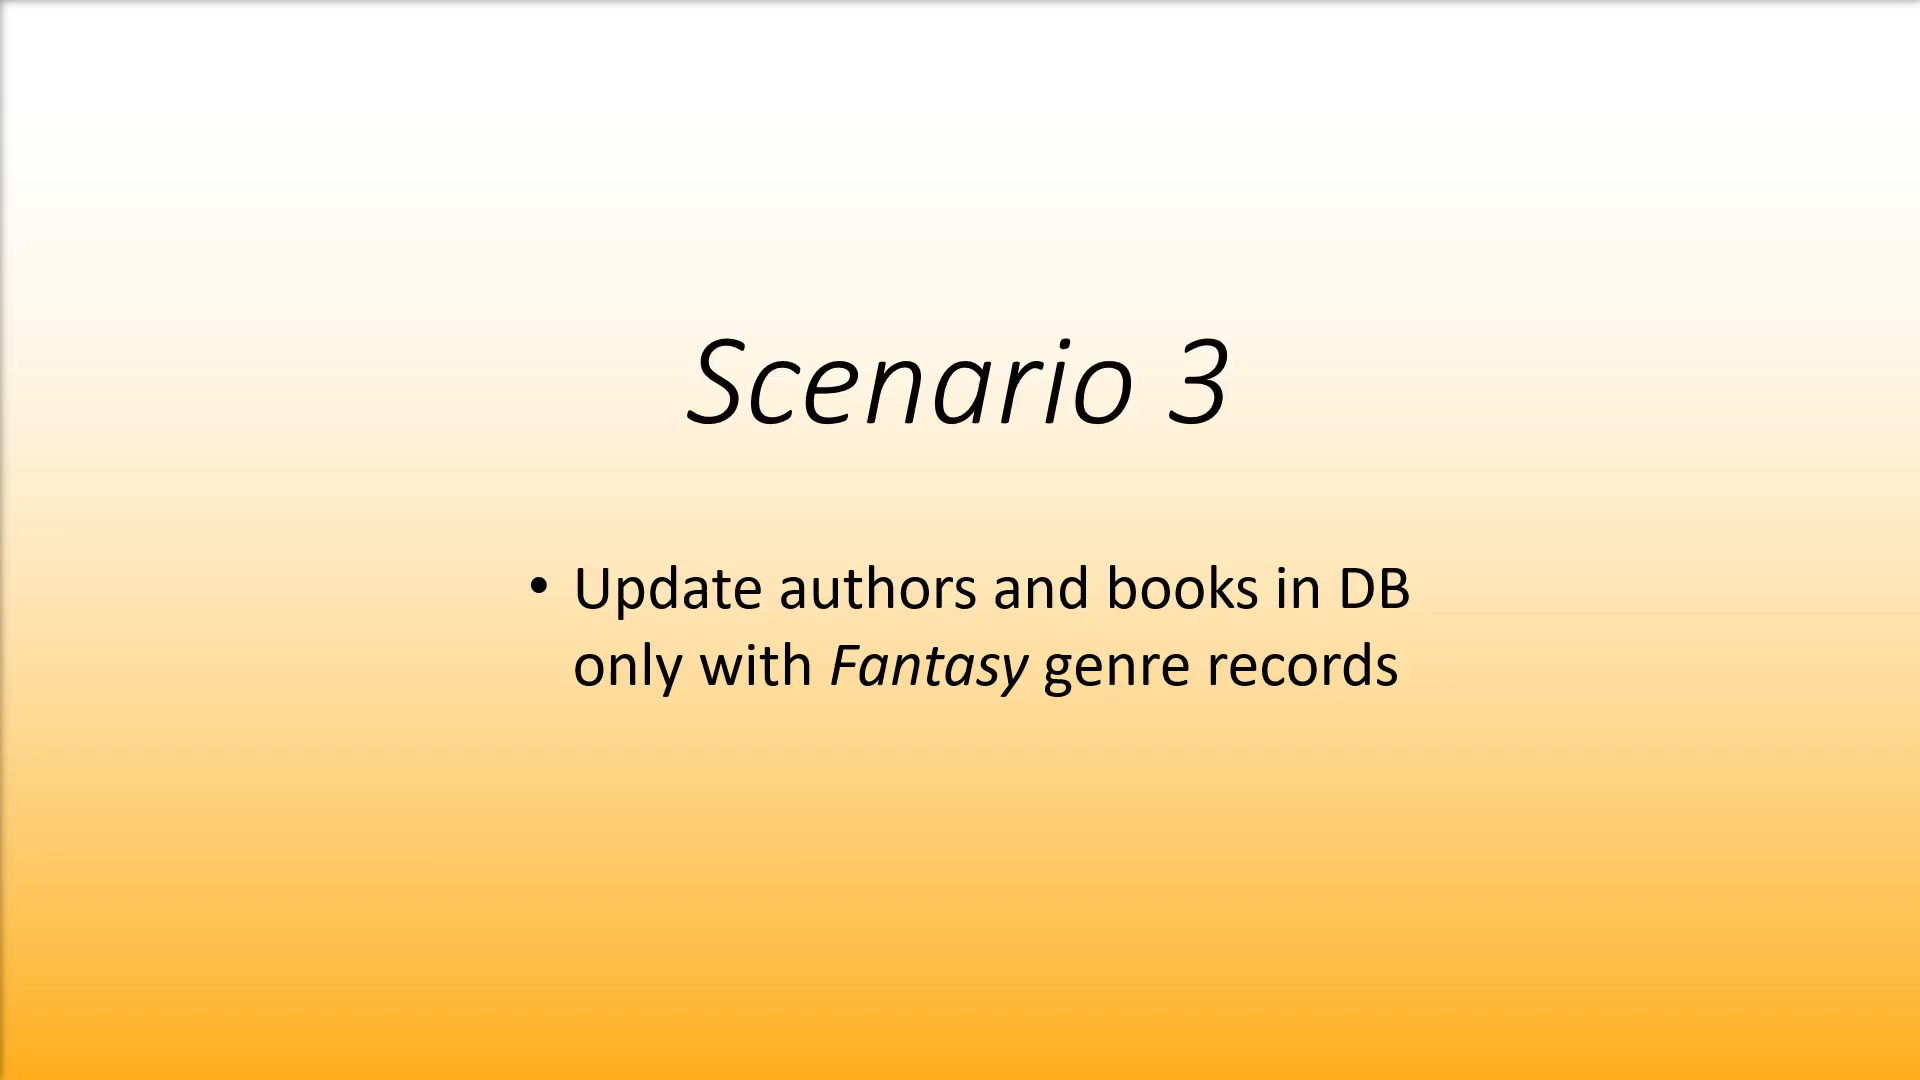 Scenario 3
• Update authors and books in DB
only with Fantasy genre records